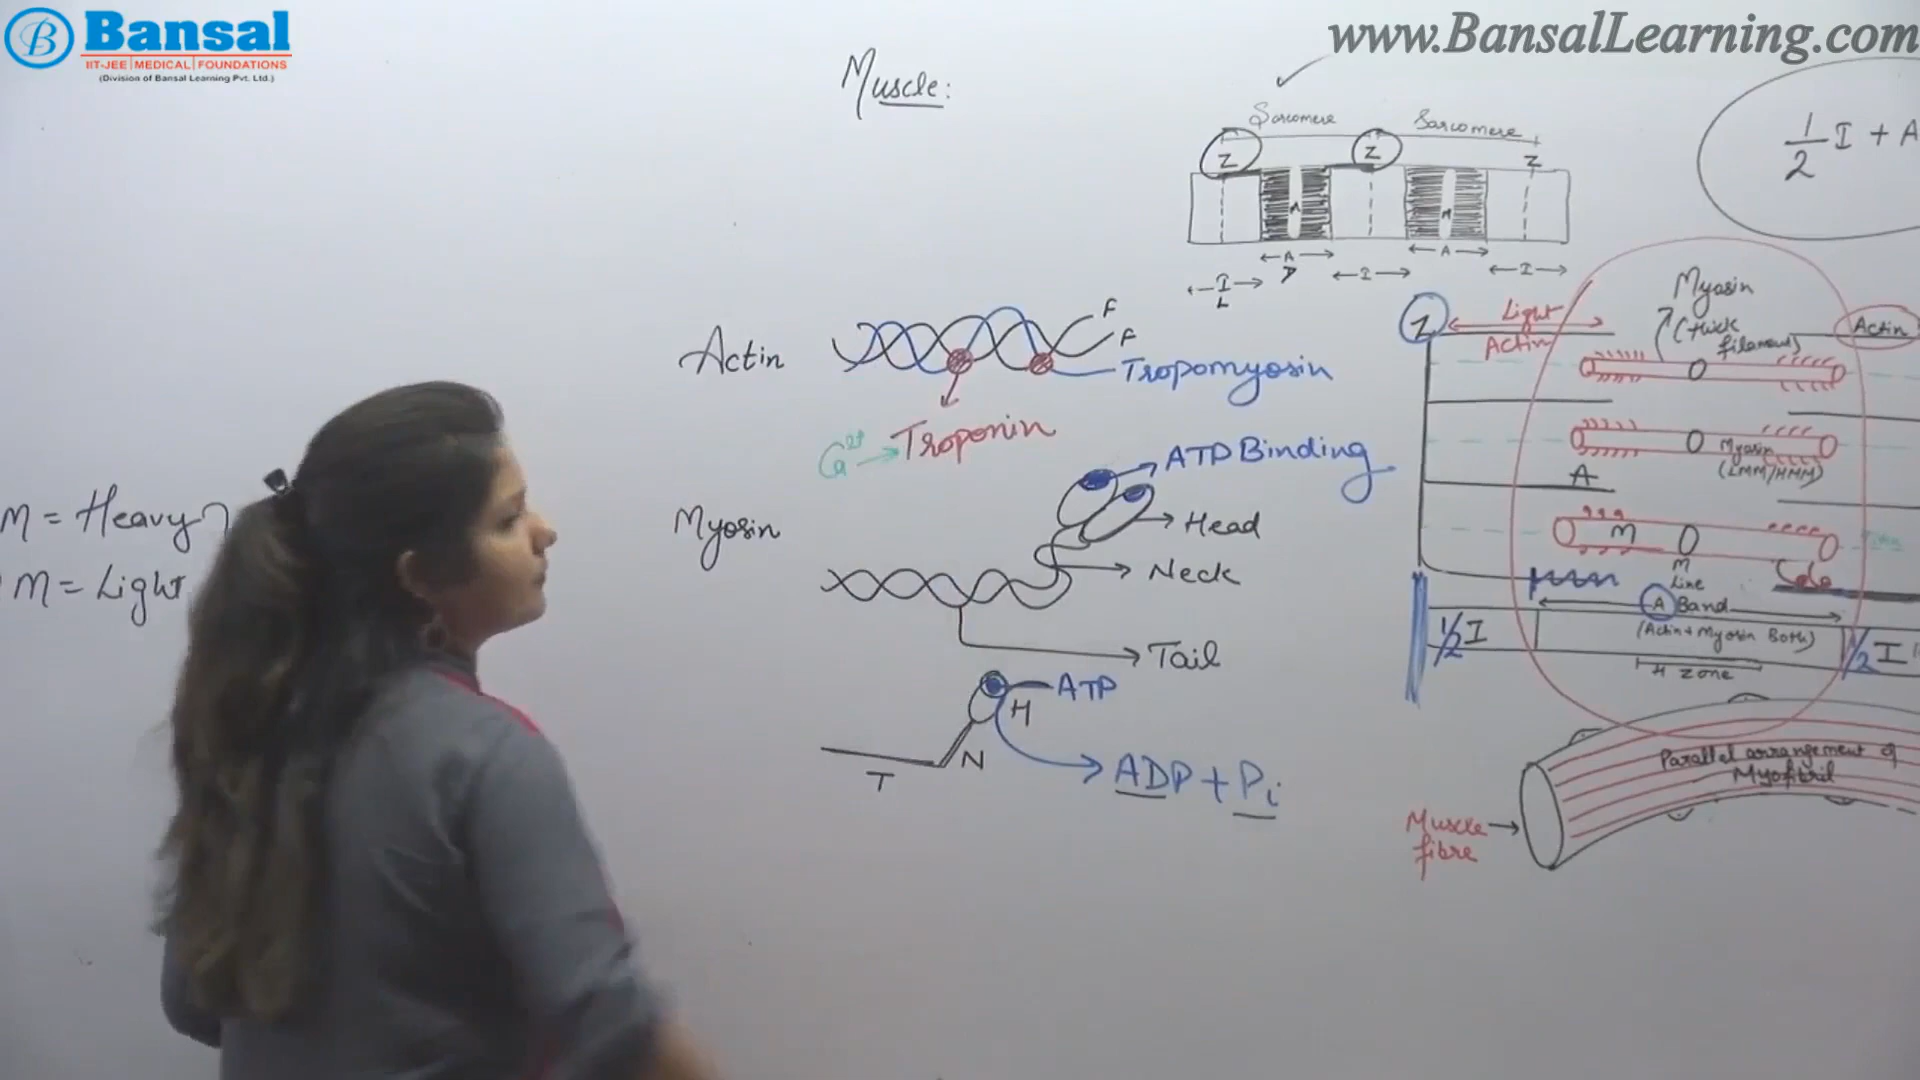 Bansal
IIT-JEE | MEDICAL | FOUNDATIONS
(Division of Bansal Learning Pvt. Ltd.)
www.BansalLearning.com
Muscle:
Sarcomere
Sarcomere
Z
Z
Z
M
M
A
A
I
I
I
L
D
1/2 I + A
Actin
F
F
Tropomyosin
Troponin
Ca2+
Myosin
ATP Binding
Head
Neck
Tail
ATP
H
N
T
ADP + Pi
M = Heavy
M = Light
Z
Light
Actin
Myosin
(thick
filament)
Actin
Myosin
(LMM/HMM)
A
M
M
Line
A Band
(Actin+Myosin Both)
1/2 I
1/2 I
H zone
Parallel arrangement of
Myofibril
Muscle
fibre